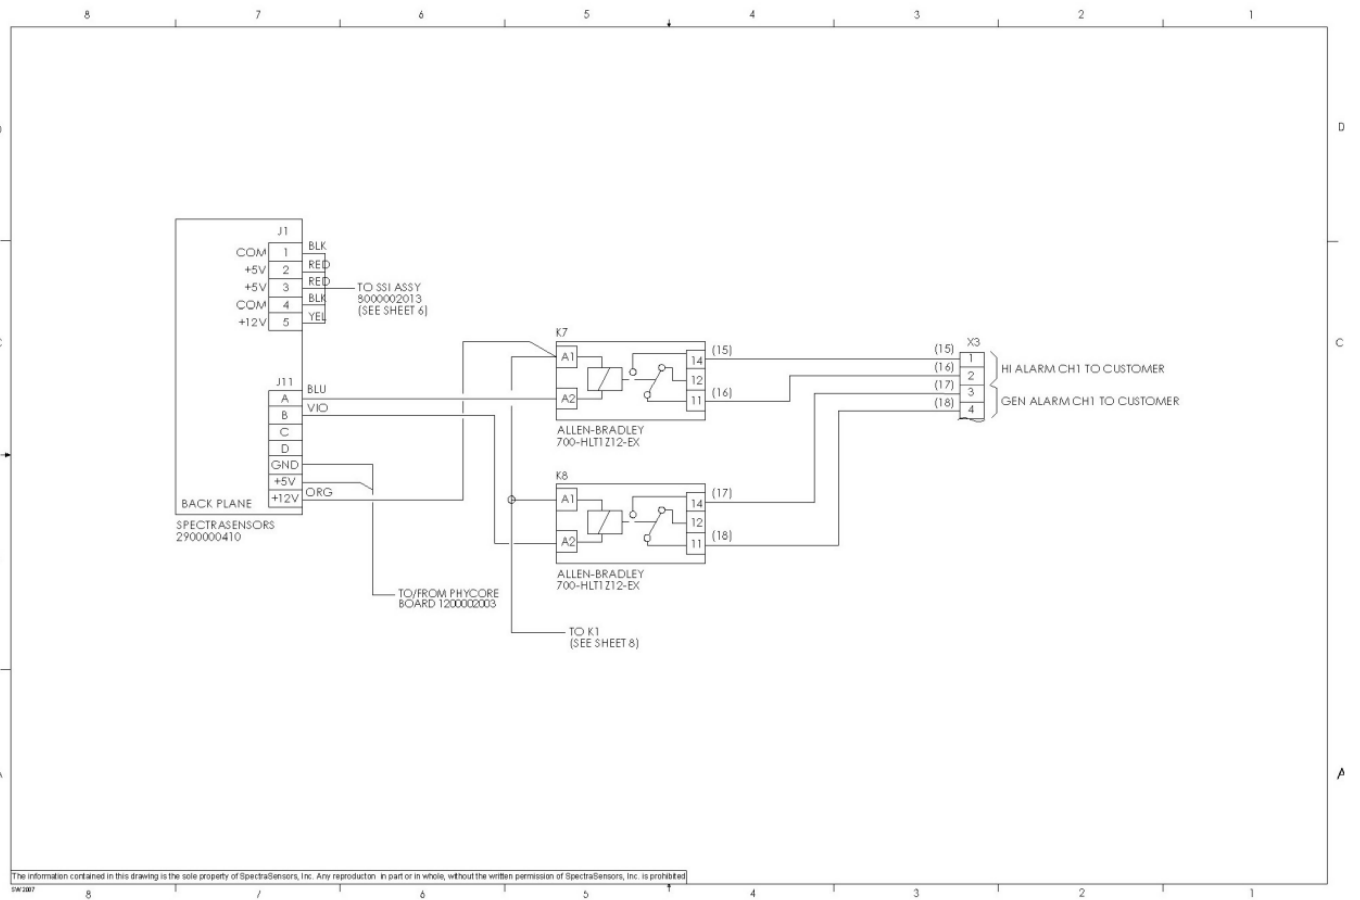 8 7 6 5 4 3 2 1
D
J1
COM 1 BLK
+5V 2 RED
+5V 3 RED
COM 4 BLK
+12V 5 YEL
TO SSI ASSY
8000002013
(SEE SHEET 6)
J11
A BLU
B VIO
C
D
GND
+5V
+12V ORG
BACK PLANE
SPECTRASENSORS
2900000410
TO/FROM PHYCORE
BOARD 1200002003
K7
A1
A2
14 (15)
12
11 (16)
ALLEN-BRADLEY
700-HLT1Z12-EX
K8
A1
A2
14 (17)
12
11 (18)
ALLEN-BRADLEY
700-HLT1Z12-EX
TO K1
(SEE SHEET 8)
X3
(15) 1
(16) 2
(17) 3
(18) 4
HI ALARM CH1 TO CUSTOMER
GEN ALARM CH1 TO CUSTOMER
C
A
The information contained in this drawing is the sole property of SpectraSensors, Inc. Any reproducton in part or in whole, without the written permission of SpectraSensors, Inc. is prohibited
SW2007
8 7 6 5 4 3 2 1